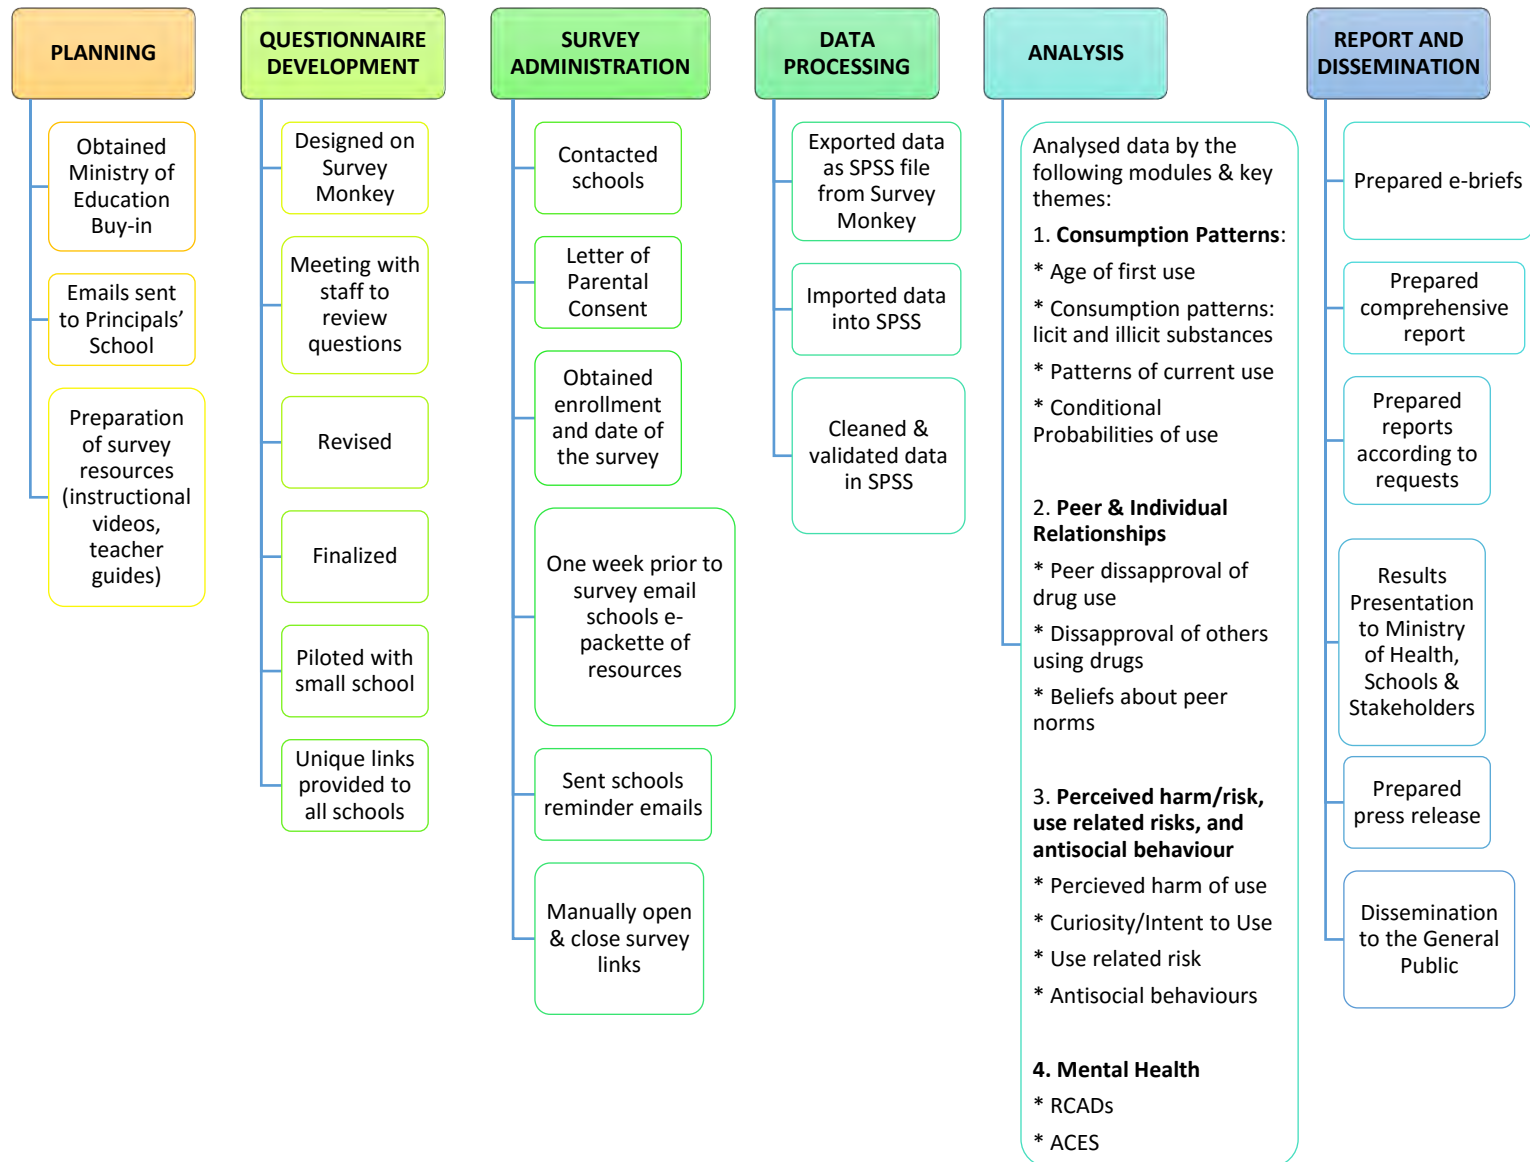 PLANNING
Obtained
Ministry of
Education
Buy-in
Emails sent
to Principals’
School
Preparation
of survey
resources
(instructional
videos,
teacher
guides)
QUESTIONNAIRE
DEVELOPMENT
Designed on
Survey
Monkey
Meeting with
staff to
review
questions
Revised
Finalized
Piloted with
small school
Unique links
provided to
all schools
SURVEY
ADMINISTRATION
Contacted
schools
Letter of
Parental
Consent
Obtained
enrollment
and date of
the survey
One week prior to
survey email
schools e-
packette of
resources
Sent schools
reminder emails
Manually open
& close survey
links
DATA
PROCESSING
Exported data
as SPSS file
from Survey
Monkey
Imported data
into SPSS
Cleaned &
validated data
in SPSS
ANALYSIS
Analysed data by the
following modules & key
themes:
1. Consumption Patterns:
* Age of first use
* Consumption patterns:
licit and illicit substances
* Patterns of current use
* Conditional
Probabilities of use
2. Peer & Individual
Relationships
* Peer dissapproval of
drug use
* Dissapproval of others
using drugs
* Beliefs about peer
norms
3. Perceived harm/risk,
use related risks, and
antisocial behaviour
* Percieved harm of use
* Curiosity/Intent to Use
* Use related risk
* Antisocial behaviours
4. Mental Health
* RCADs
* ACES
REPORT AND
DISSEMINATION
Prepared e-briefs
Prepared
comprehensive
report
Prepared
reports
according to
requests
Results
Presentation
to Ministry
of Health,
Schools &
Stakeholders
Prepared
press release
Dissemination
to the General
Public